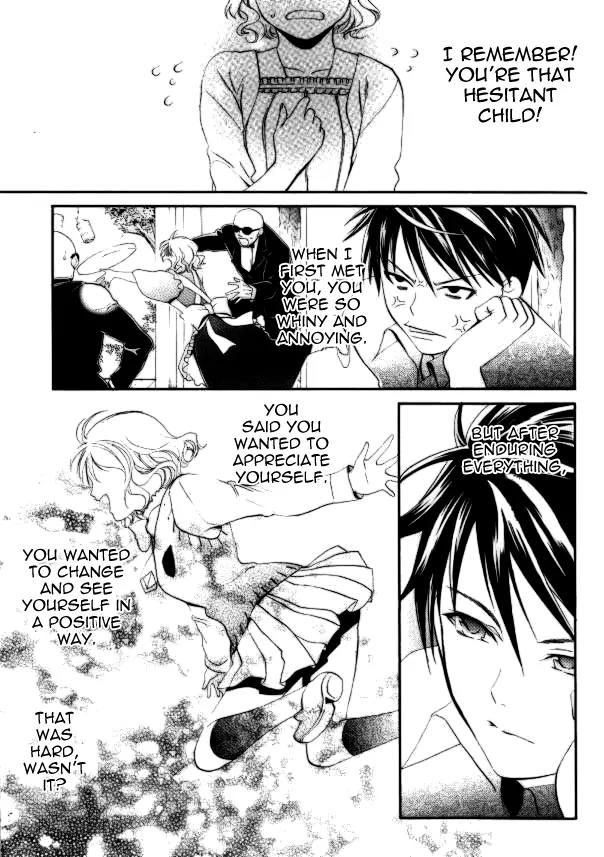 I REMEMBER!
YOU'RE THAT
HESITANT
CHILD!
WHEN I
FIRST MET
YOU, YOU
WERE SO
WHINY AND
ANNOYING.
BUT AFTER
ENDURING
EVERYTHING,
YOU
SAID YOU
WANTED TO
APPRECIATE
YOURSELF.
YOU WANTED
TO CHANGE
AND SEE
YOURSELF IN
A POSITIVE
WAY.
THAT
WAS
HARD,
WASN'T
IT?